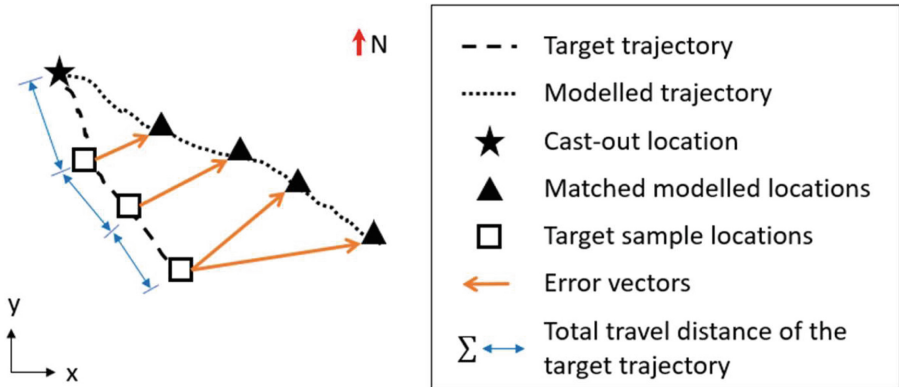 N
y
x
Target trajectory
Modelled trajectory
Cast-out location
Matched modelled locations
Target sample locations
Error vectors
Σ Total travel distance of the
target trajectory